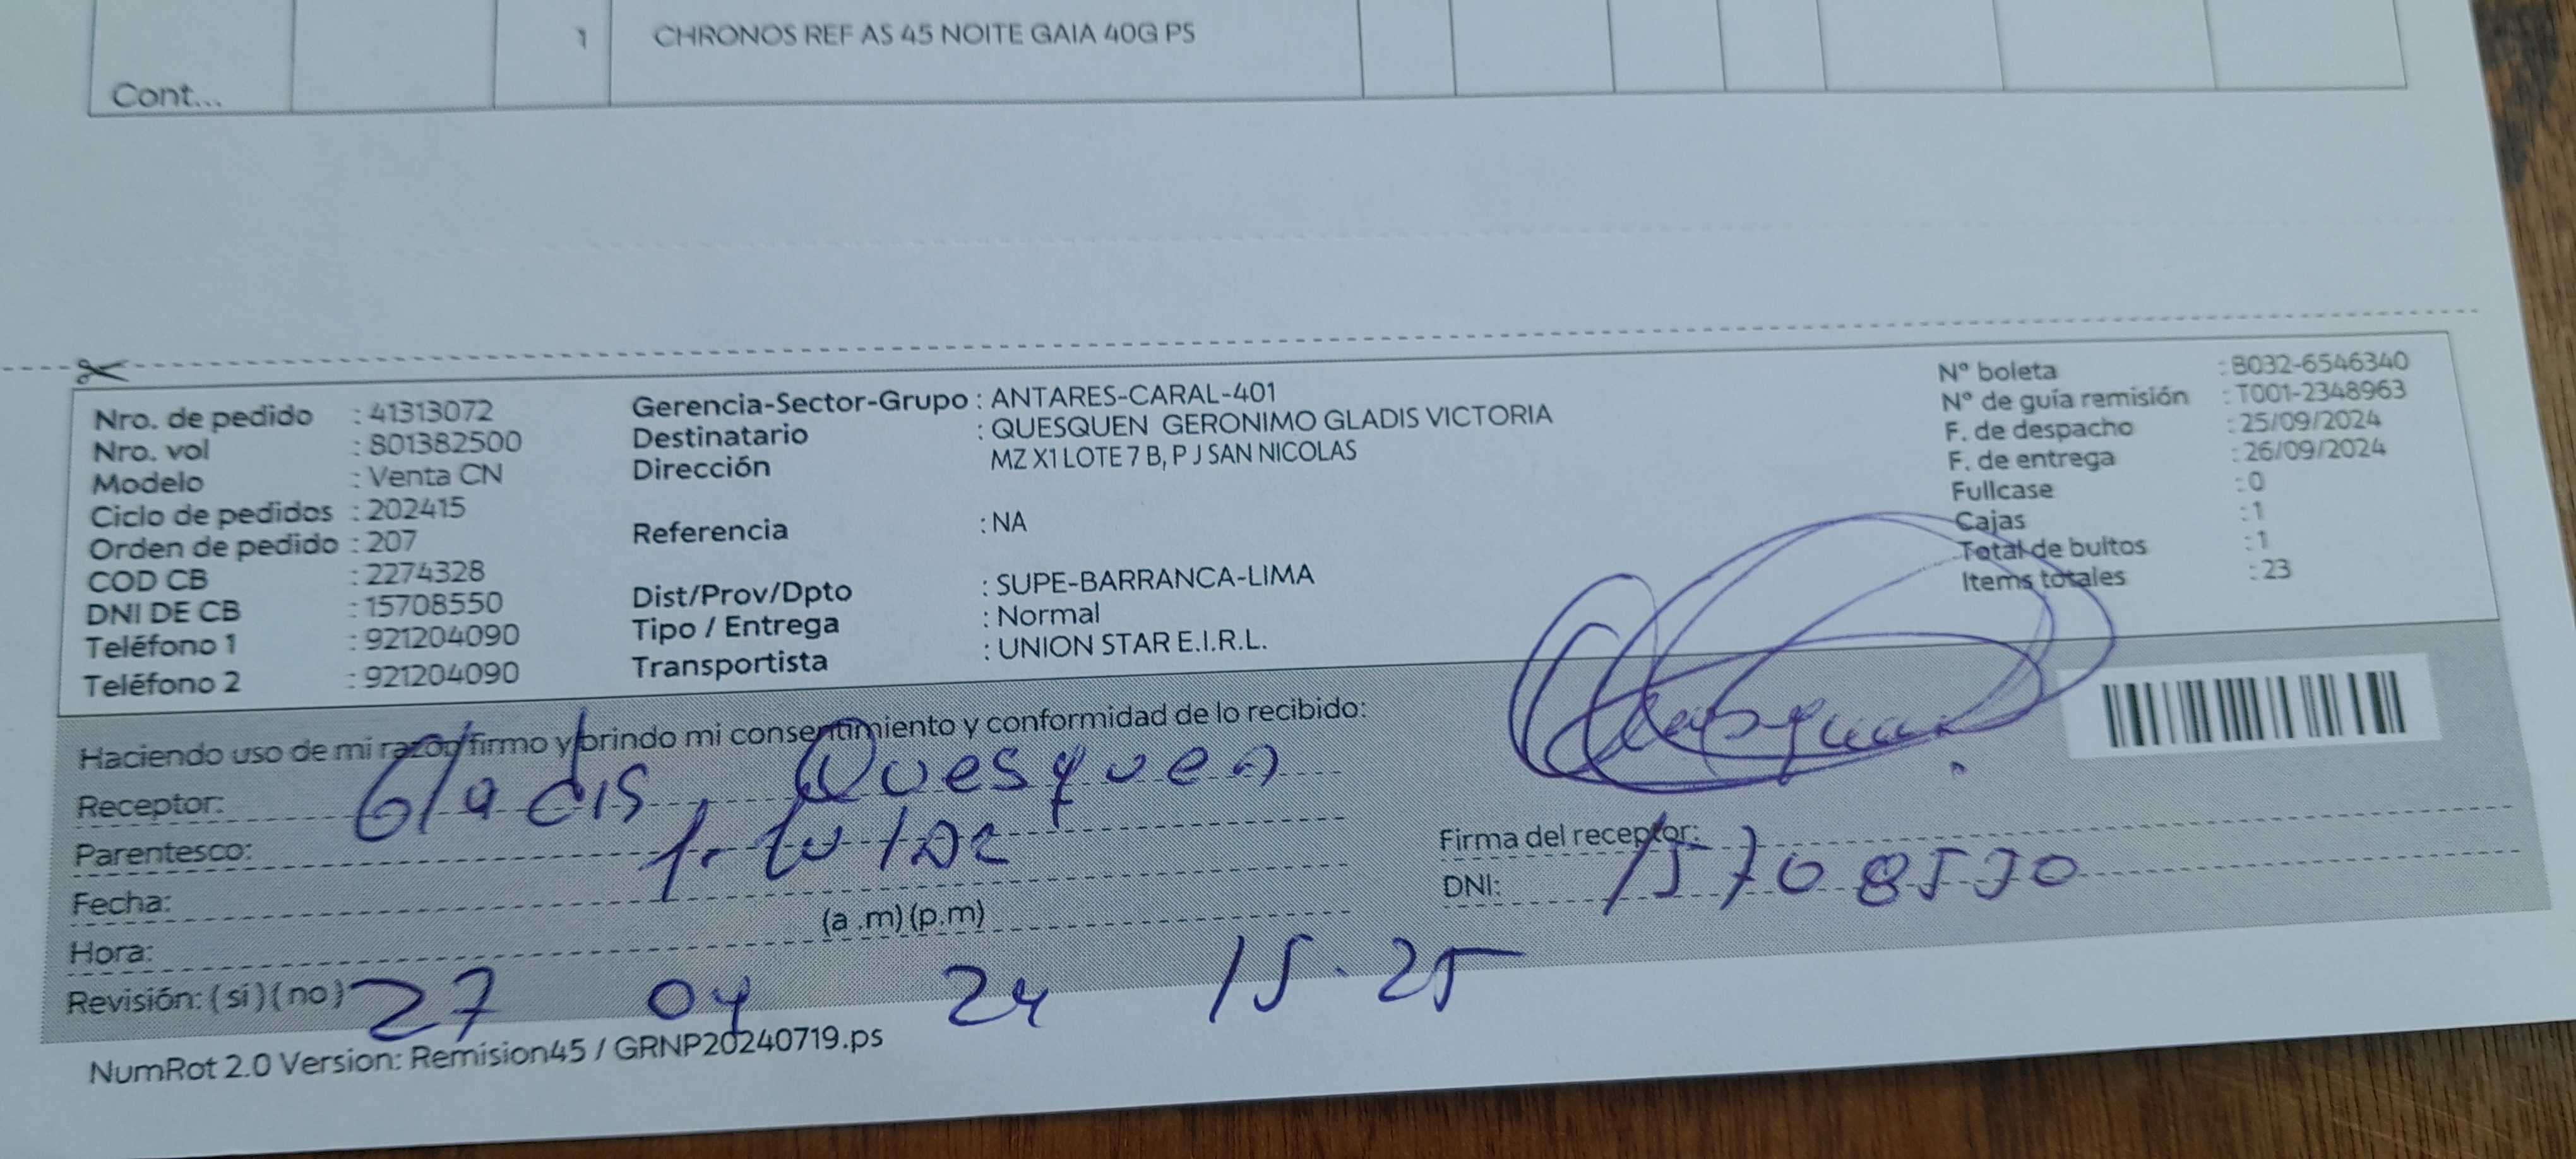 1 CHRONOS REF AS 45 NOITE GAIA 40G PS
Cont...
Nro. de pedido : 41313072
Nro. vol : 801382500
Modelo : Venta CN
Ciclo de pedidos : 202415
Orden de pedido : 207
COD CB : 2274328
DNI DE CB : 15708550
Teléfono 1 : 921204090
Teléfono 2 : 921204090
Gerencia-Sector-Grupo : ANTARES-CARAL-401
Destinatario : QUESQUEN GERONIMO GLADIS VICTORIA
Dirección MZ X1 LOTE 7 B, P J SAN NICOLAS
Referencia : NA
Dist/Prov/Dpto : SUPE-BARRANCA-LIMA
Tipo / Entrega : Normal
Transportista : UNION STAR E.I.R.L.
N° boleta : B032-6546340
N° de guía remisión : T001-2348963
F. de despacho : 25/09/2024
F. de entrega : 26/09/2024
Fullcase : 0
Cajas : 1
Total de bultos : 1
Items totales : 23
Haciendo uso de mi razón firmo y brindo mi consentimiento y conformidad de lo recibido:
Receptor: Gladis Quesquen
Parentesco:
Fecha:
Hora: (a .m) (p.m)
Revisión: (si) (no) 27 04 24 15.25
Firma del receptor:
DNI: 15708550
NumRot 2.0 Version: Remision45 / GRNP20240719.ps